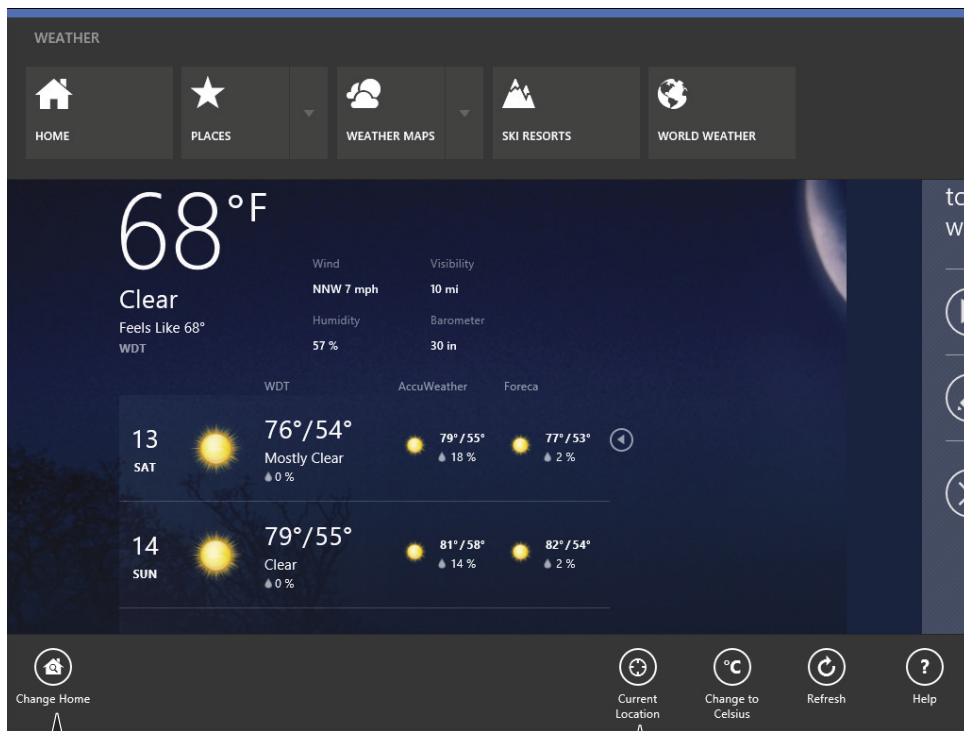 WEATHER
HOME
PLACES
WEATHER MAPS
SKI RESORTS
WORLD WEATHER
68°F
Clear
Feels Like 68°
WDT
Wind
NNW 7 mph
Visibility
10 mi
Humidity
57 %
Barometer
30 in
WDT AccuWeather Foreca
13
SAT
76°/54°
Mostly Clear
0 %
79°/55°
18 %
77°/53°
2 %
14
SUN
79°/55°
Clear
0 %
81°/58°
14 %
82°/54°
2 %
Change Home
Current
Location
°C
Change to
Celsius
Refresh
?
Help